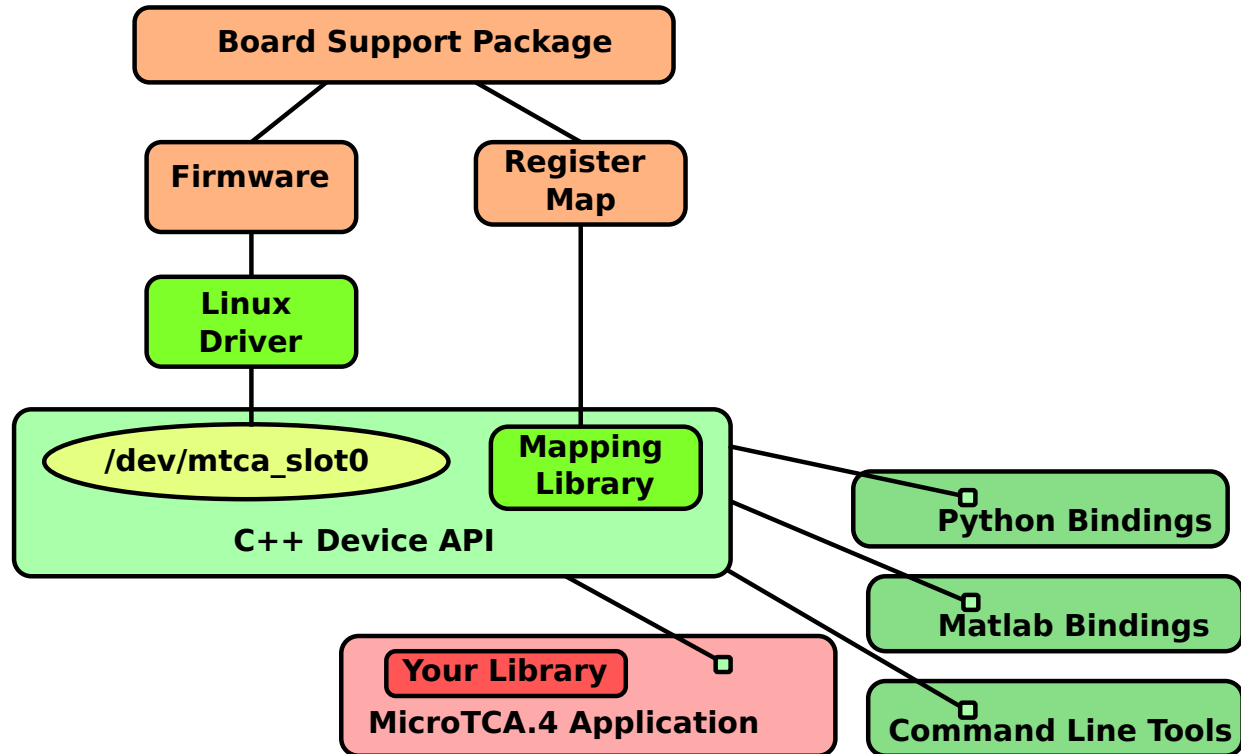 Board Support Package
Firmware
Register
Map
Linux
Driver
/dev/mtca_slot0
Mapping
Library
C++ Device API
Python Bindings
Matlab Bindings
Your Library
MicroTCA.4 Application
Command Line Tools